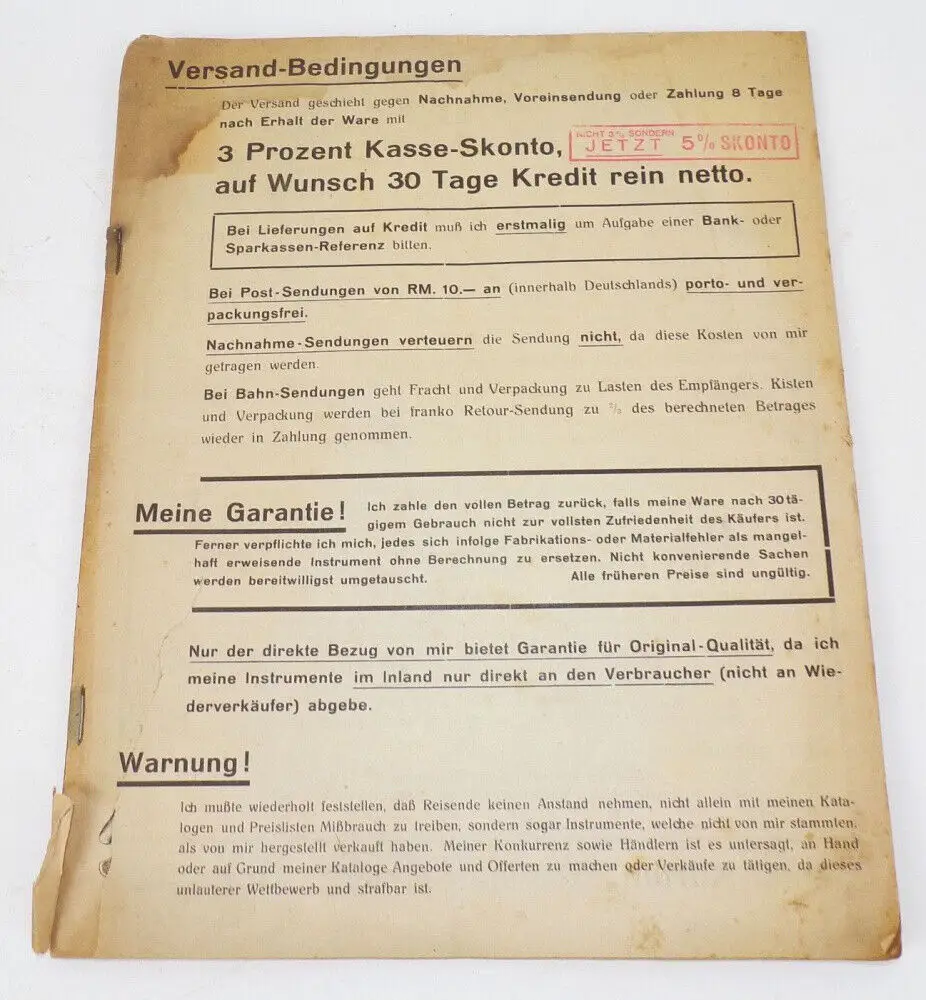 Versand-Bedingungen
Der Versand geschieht gegen Nachnahme, Voreinsendung oder Zahlung 8 Tage
nach Erhalt der Ware mit
3 Prozent Kasse-Skonto,
NICHT 3% SONDERN
JETZT 5% SKONTO
auf Wunsch 30 Tage Kredit rein netto.
Bei Lieferungen auf Kredit muß ich erstmalig um Aufgabe einer Bank- oder
Sparkassen-Referenz bitten.
Bei Post-Sendungen von RM. 10.— an (innerhalb Deutschlands) porto- und ver-
packungsfrei.
Nachnahme-Sendungen verteuern die Sendung nicht, da diese Kosten von mir
getragen werden.
Bei Bahn-Sendungen geht Fracht und Verpackung zu Lasten des Empfängers. Kisten
und Verpackung werden bei franko Retour-Sendung zu ²/₃ des berechneten Betrages
wieder in Zahlung genommen.
Meine Garantie! Ich zahle den vollen Betrag zurück, falls meine Ware nach 30 tä-
gigem Gebrauch nicht zur vollsten Zufriedenheit des Käufers ist.
Ferner verpflichte ich mich, jedes sich infolge Fabrikations- oder Materialfehler als mangel-
haft erweisende Instrument ohne Berechnung zu ersetzen. Nicht konvenierende Sachen
werden bereitwilligst umgetauscht. Alle früheren Preise sind ungültig.
Nur der direkte Bezug von mir bietet Garantie für Original-Qualität, da ich
meine Instrumente im Inland nur direkt an den Verbraucher (nicht an Wie-
derverkäufer) abgebe.
Warnung!
Ich mußte wiederholt feststellen, daß Reisende keinen Anstand nehmen, nicht allein mit meinen Kata-
logen und Preislisten Mißbrauch zu treiben, sondern sogar Instrumente, welche nicht von mir stammten,
als von mir hergestellt verkauft haben. Meiner Konkurrenz sowie Händlern ist es untersagt, an Hand
oder auf Grund meiner Kataloge Angebote und Offerten zu machen oder Verkäufe zu tätigen, da dieses
unlauterer Wettbewerb und strafbar ist.